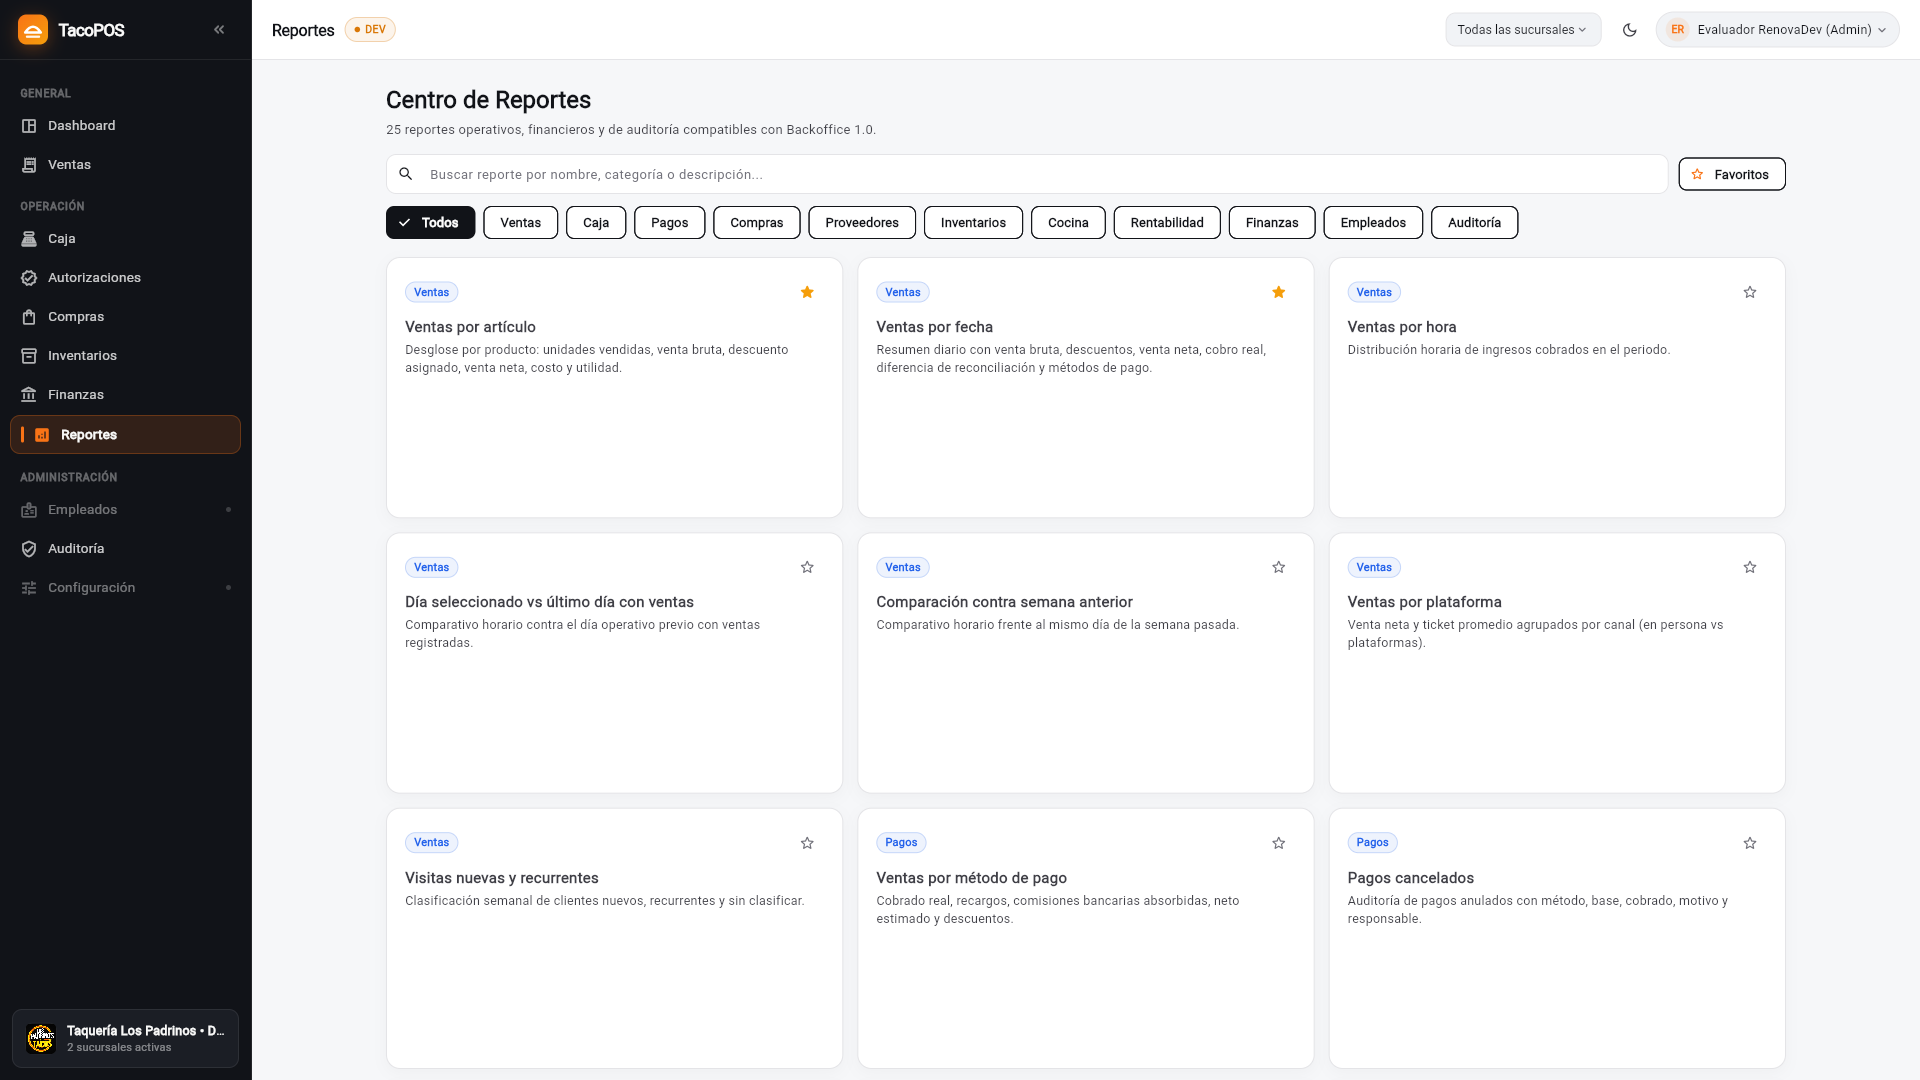 TacoPOS
GENERAL
Dashboard
Ventas
OPERACIÓN
Caja
Autorizaciones
Compras
Inventarios
Finanzas
Reportes
ADMINISTRACIÓN
Empleados
Auditoría
Configuración
Taquería Los Padrinos • D...
2 sucursales activas
Reportes
DEV
Todas las sucursales
ER
Evaluador RenovaDev (Admin)
Centro de Reportes
25 reportes operativos, financieros y de auditoría compatibles con Backoffice 1.0.
Buscar reporte por nombre, categoría o descripción...
Favoritos
Todos
Ventas
Caja
Pagos
Compras
Proveedores
Inventarios
Cocina
Rentabilidad
Finanzas
Empleados
Auditoría
Ventas
Ventas por artículo
Desglose por producto: unidades vendidas, venta bruta, descuento
asignado, venta neta, costo y utilidad.
Ventas
Ventas por fecha
Resumen diario con venta bruta, descuentos, venta neta, cobro real,
diferencia de reconciliación y métodos de pago.
Ventas
Ventas por hora
Distribución horaria de ingresos cobrados en el periodo.
Ventas
Día seleccionado vs último día con ventas
Comparativo horario contra el día operativo previo con ventas
registradas.
Ventas
Comparación contra semana anterior
Comparativo horario frente al mismo día de la semana pasada.
Ventas
Ventas por plataforma
Venta neta y ticket promedio agrupados por canal (en persona vs
plataformas).
Ventas
Visitas nuevas y recurrentes
Clasificación semanal de clientes nuevos, recurrentes y sin clasificar.
Pagos
Ventas por método de pago
Cobrado real, recargos, comisiones bancarias absorbidas, neto
estimado y descuentos.
Pagos
Pagos cancelados
Auditoría de pagos anulados con método, base, cobrado, motivo y
responsable.